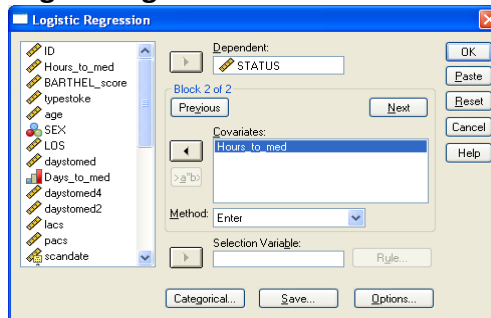 Logistic Regression
ID
Hours_to_med
BARTHEL_score
typestoke
age
SEX
LOS
daystomed
Days_to_med
daystomed4
daystomed2
lacs
pacs
scandate
Dependent:
STATUS
Block 2 of 2
Previous
Next
Covariates:
Hours_to_med
>a*b>
Method:
Enter
Selection Variable:
Rule...
Categorical...
Save...
Options...
OK
Paste
Reset
Cancel
Help